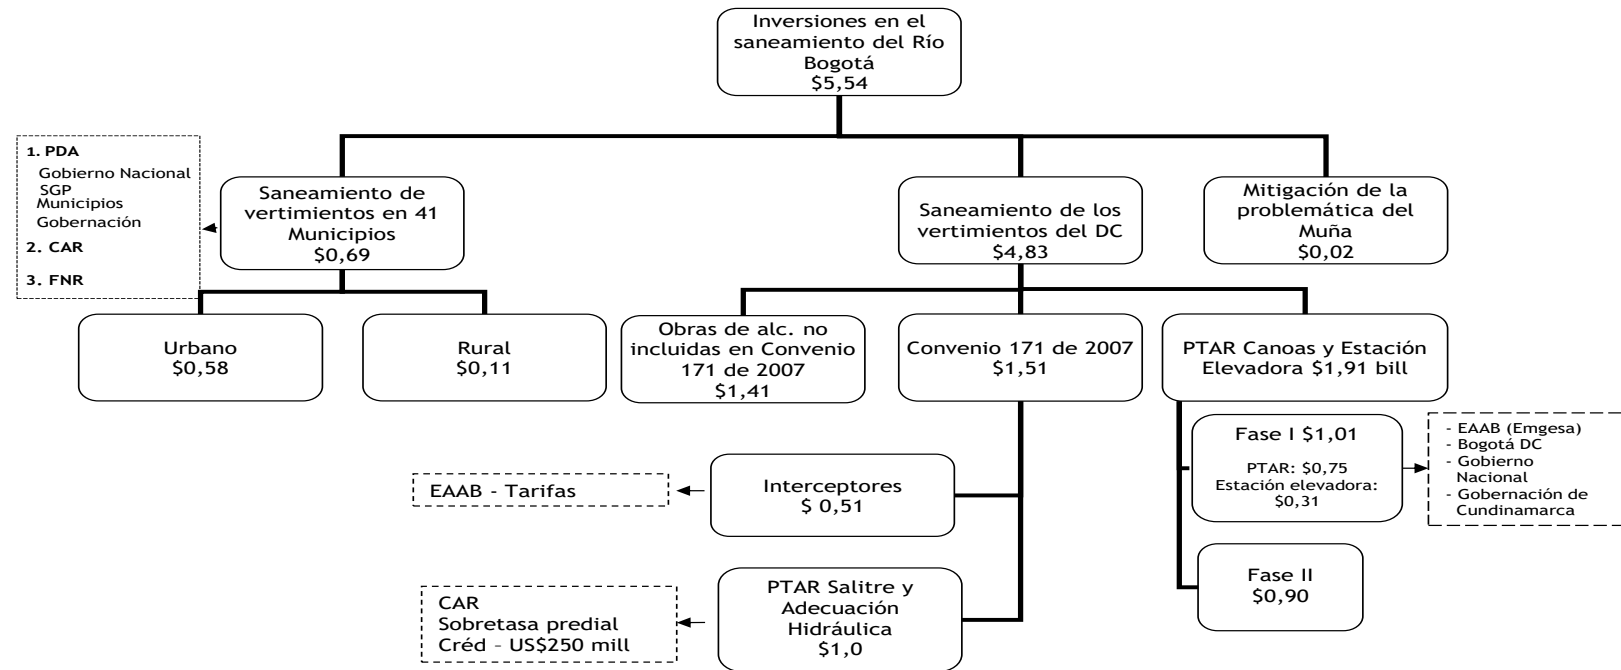 Inversiones en el
saneamiento del Río
Bogotá
$5,54
1. PDA
Gobierno Nacional
SGP
Municipios
Gobernación
2. CAR
3. FNR
Saneamiento de
vertimientos en 41
Municipios
$0,69
Saneamiento de los
vertimientos del DC
$4,83
Mitigación de la
problemática del
Muña
$0,02
Urbano
$0,58
Rural
$0,11
Obras de alc. no
incluidas en Convenio
171 de 2007
$1,41
Convenio 171 de 2007
$1,51
PTAR Canoas y Estación
Elevadora $1,91 bill
Fase I $1,01
PTAR: $0,75
Estación elevadora:
$0,31
- EAAB (Emgesa)
- Bogotá DC
- Gobierno
Nacional
- Gobernación de
Cundinamarca
EAAB - Tarifas
Interceptores
$ 0,51
Fase II
$0,90
CAR
Sobretasa predial
Créd - US$250 mill
PTAR Salitre y
Adecuación
Hidráulica
$1,0